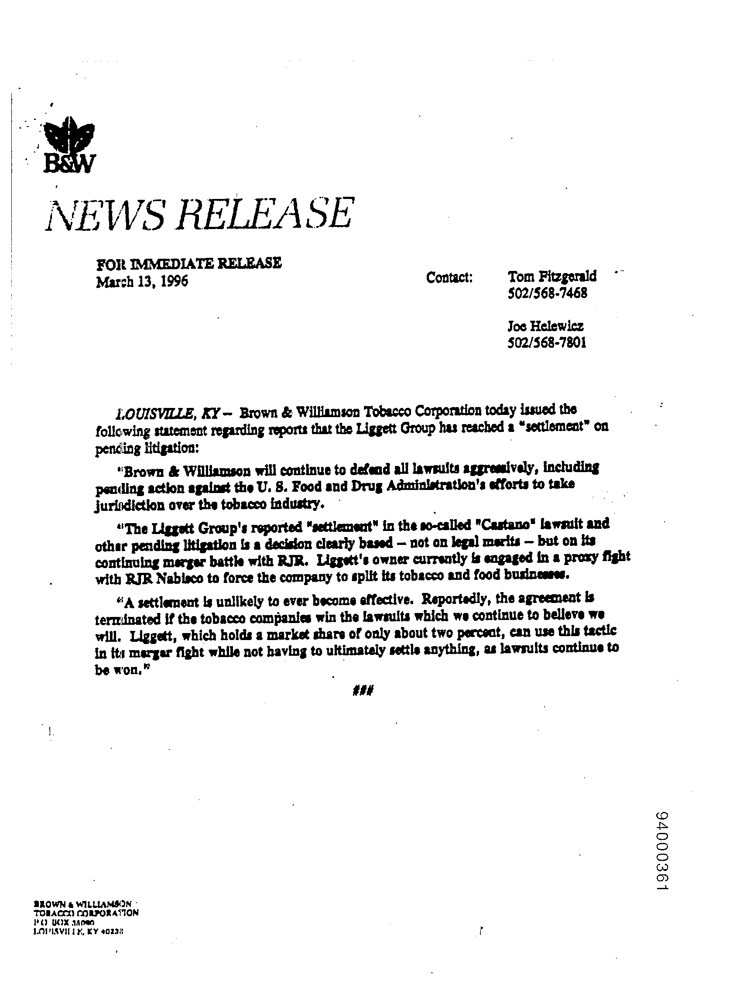 B&W
NEWS RELEASE
FOR IMMEDIATE RELEASE
March 13, 1996
Contact: Tom Fitzgerald
502/568-7468
Joe Helewicz
502/568-7801
LOUISVILLE, KY – Brown & Williamson Tobacco Corporation today issued the
following statement regarding reports that the Liggett Group has reached a "settlement" on
pending litigation:
"Brown & Williamson will continue to defend all lawsuits aggressively, including
pending action against the U. S. Food and Drug Administration's efforts to take
jurisdiction over the tobacco industry.
"The Liggett Group's reported "settlement" in the so-called "Castano" lawsuit and
other pending litigation is a decision clearly based – not on legal merits – but on its
continuing merger battle with RJR. Liggett's owner currently is engaged in a proxy fight
with RJR Nabisco to force the company to split its tobacco and food businesses.
"A settlement is unlikely to ever become effective. Reportedly, the agreement is
terminated if the tobacco companies win the lawsuits which we continue to believe we
will. Liggett, which holds a market share of only about two percent, can use this tactic
in its merger fight while not having to ultimately settle anything, as lawsuits continue to
be won."
###
94000361
BROWN & WILLIAMSON
TOBACCO CORPORATION
P.O. BOX
LOUISVILLE, KY